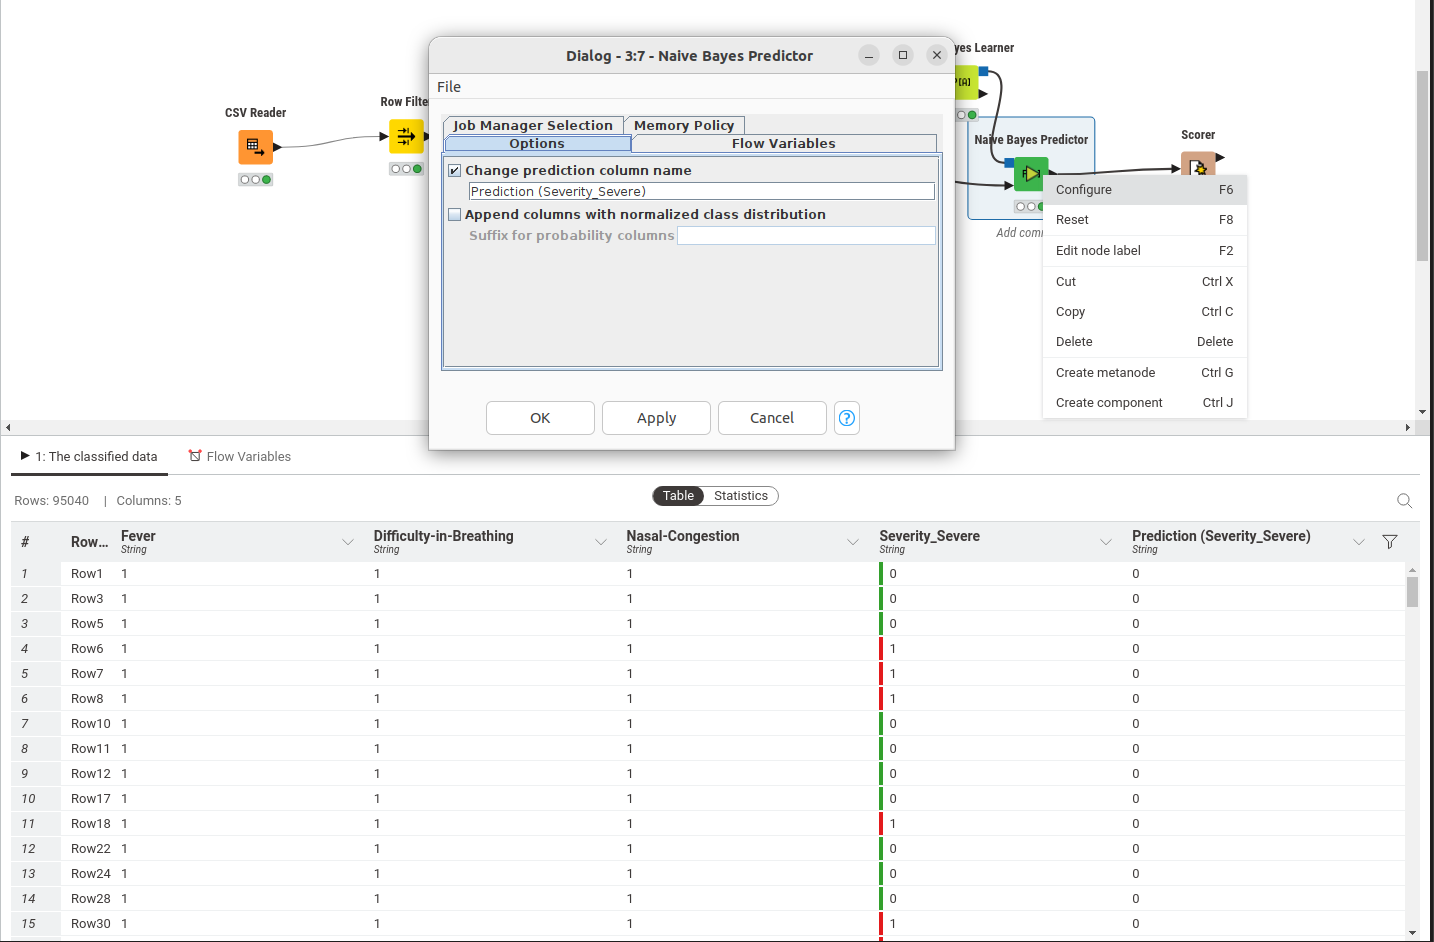 Dialog - 3:7 - Naive Bayes Predictor
File
Job Manager Selection
Memory Policy
Options
Flow Variables
Change prediction column name
Prediction (Severity_Severe)
Append columns with normalized class distribution
Suffix for probability columns
OK
Apply
Cancel
?
CSV Reader
Row Filte
yes Learner
Naive Bayes Predictor
Scorer
Add com
Configure F6
Reset F8
Edit node label F2
Cut Ctrl X
Copy Ctrl C
Delete Delete
Create metanode Ctrl G
Create component Ctrl J
1: The classified data
Flow Variables
Rows: 95040 | Columns: 5
Table
Statistics
# Row... Fever Difficulty-in-Breathing Nasal-Congestion Severity_Severe Prediction (Severity_Severe)
String String String String String
1 Row1 1 1 1 0 0
2 Row3 1 1 1 0 0
3 Row5 1 1 1 0 0
4 Row6 1 1 1 1 0
5 Row7 1 1 1 1 0
6 Row8 1 1 1 1 0
7 Row10 1 1 1 0 0
8 Row11 1 1 1 0 0
9 Row12 1 1 1 0 0
10 Row17 1 1 1 0 0
11 Row18 1 1 1 1 0
12 Row22 1 1 1 0 0
13 Row24 1 1 1 0 0
14 Row28 1 1 1 0 0
15 Row30 1 1 1 1 0